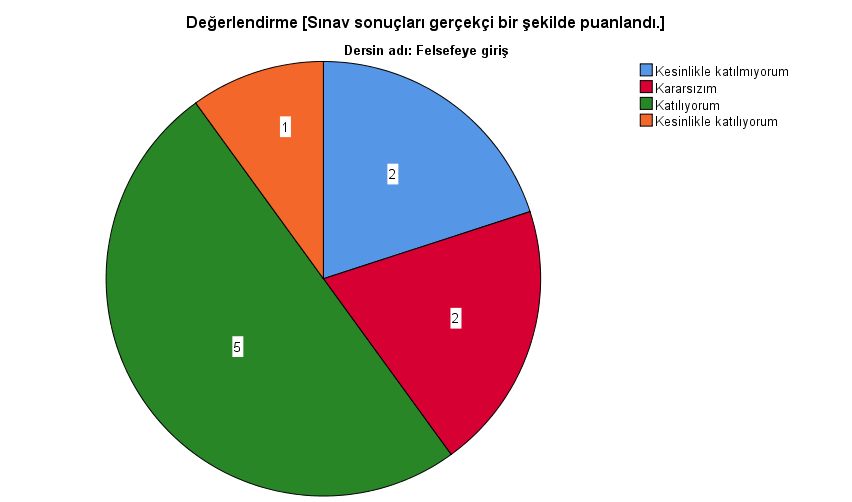 Değerlendirme [Sınav sonuçları gerçekçi bir şekilde puanlandı.]
Dersin adı: Felsefeye giriş
Kesinlikle katılmıyorum
Kararsızım
Katılıyorum
Kesinlikle katılıyorum
1
2
2
5